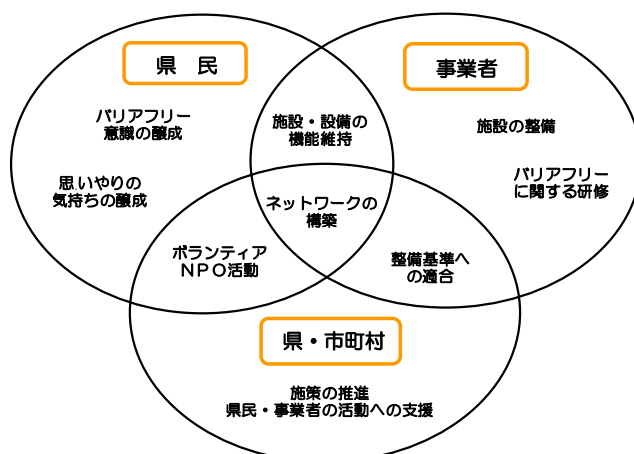 県　民
事業者
バリアフリー
意識の醸成
施設・設備の
機能維持
施設の整備
思いやりの
気持ちの醸成
バリアフリー
に関する研修
ネットワークの
構築
ボランティア
ＮＰＯ活動
整備基準へ
の適合
県・市町村
施策の推進
県民・事業者の活動への支援